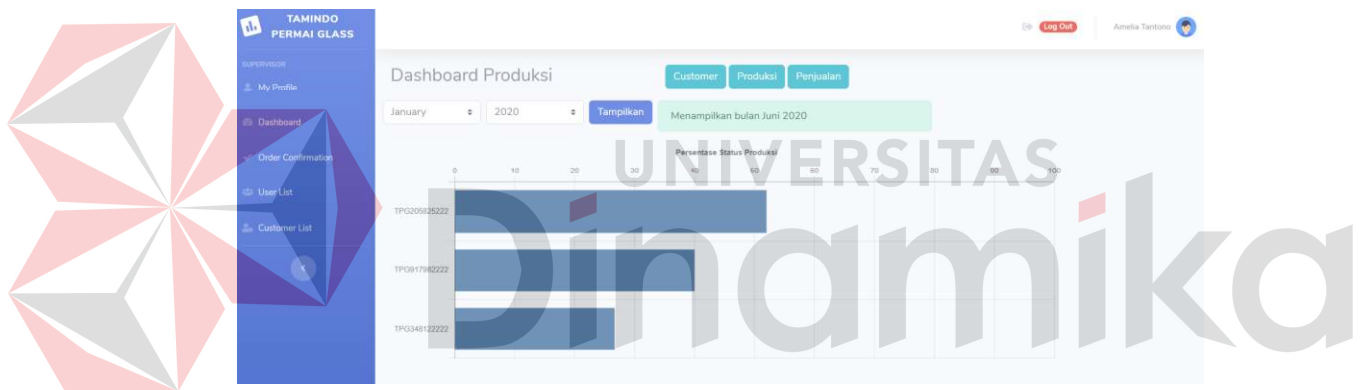 TAMINDO
PERMAI GLASS
Log Out
Amelia Tantono
SUPERVISOR
My Profile
Dashboard
Order Confirmation
User List
Customer List
Dashboard Produksi
Customer
Produksi
Penjualan
January
2020
Tampilkan
Menampilkan bulan Juni 2020
Persentase Status Produksi
0 10 20 30 40 50 60 70 80 90 100
TPG205825222
TPG917982222
TPG348122222
UNIVERSITAS
Dinamika